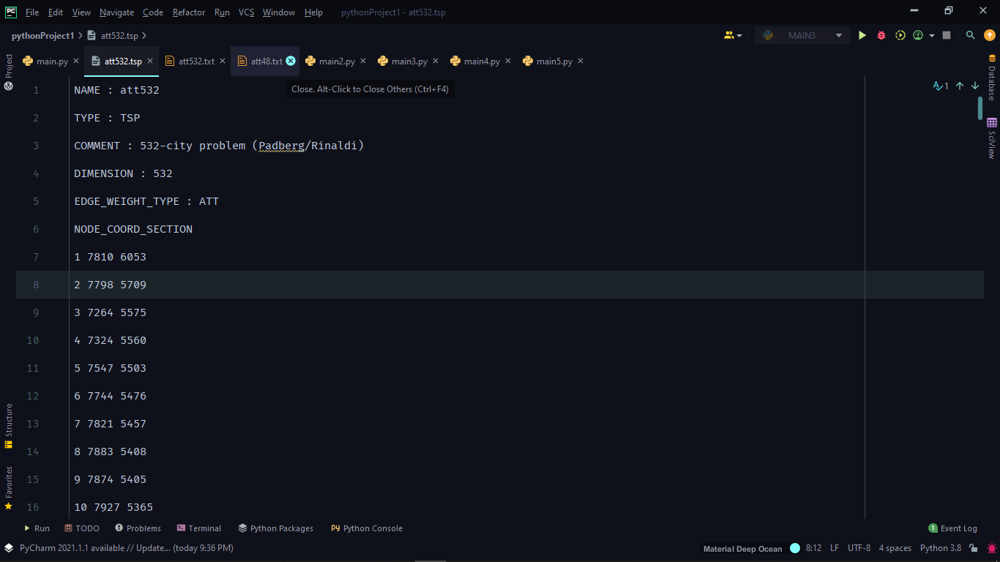 PC File Edit View Navigate Code Refactor Run VCS Window Help pythonProject1 - att532.tsp
pythonProject1 att532.tsp MAIN3
main.py att532.tsp att532.txt att48.txt main2.py main3.py main4.py main5.py
Close. Alt-Click to Close Others (Ctrl+F4)
Project
Structure
Favorites
1 NAME : att532
2 TYPE : TSP
3 COMMENT : 532-city problem (Padberg/Rinaldi)
4 DIMENSION : 532
5 EDGE_WEIGHT_TYPE : ATT
6 NODE_COORD_SECTION
7 1 7810 6053
8 2 7798 5709
9 3 7264 5575
10 4 7324 5560
11 5 7547 5503
12 6 7744 5476
13 7 7821 5457
14 8 7883 5408
15 9 7874 5405
16 10 7927 5365
1
Database
SciView
Run TODO Problems Terminal Python Packages Python Console 1 Event Log
PyCharm 2021.1.1 available // Update... (today 9:36 PM) Material Deep Ocean 8:12 LF UTF-8 4 spaces Python 3.8